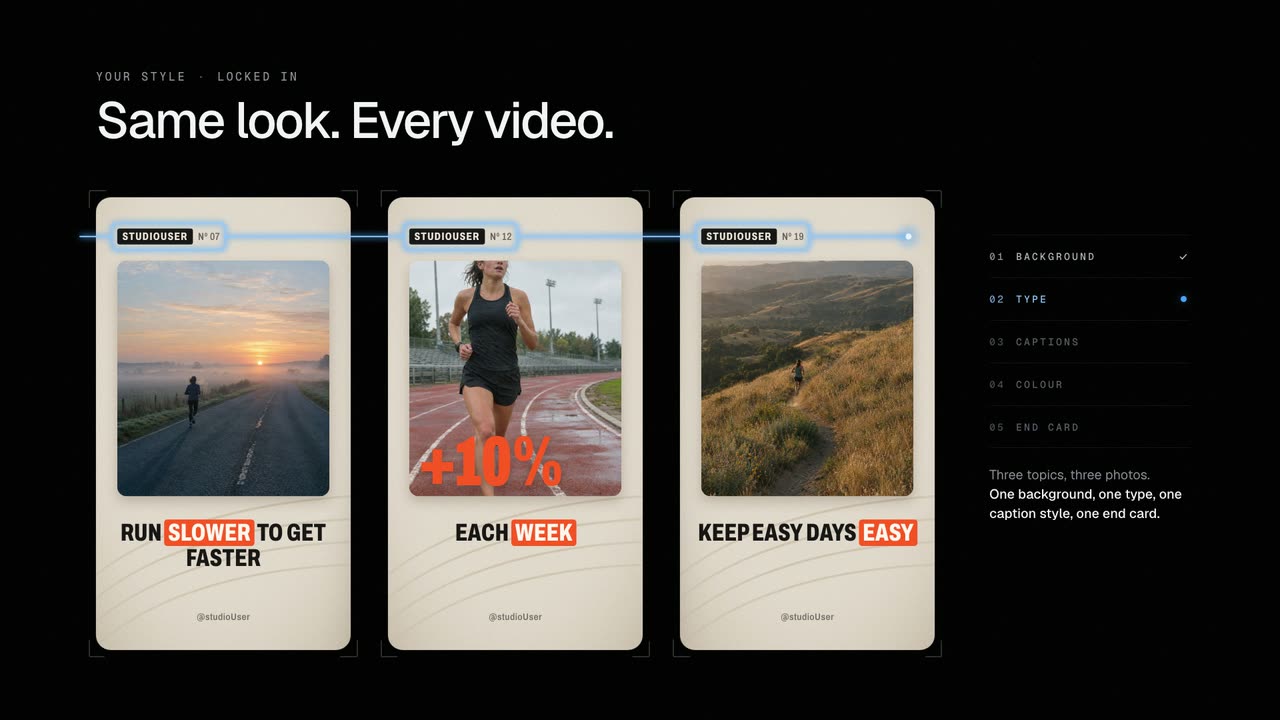 YOUR STYLE · LOCKED IN
Same look. Every video.
STUDIOUSER Nº 07
RUN SLOWER TO GET
FASTER
@studioUser
STUDIOUSER Nº 12
+10%
EACH WEEK
@studioUser
STUDIOUSER Nº 19
KEEP EASY DAYS EASY
@studioUser
01 BACKGROUND
02 TYPE
03 CAPTIONS
04 COLOUR
05 END CARD
Three topics, three photos.
One background, one type, one
caption style, one end card.